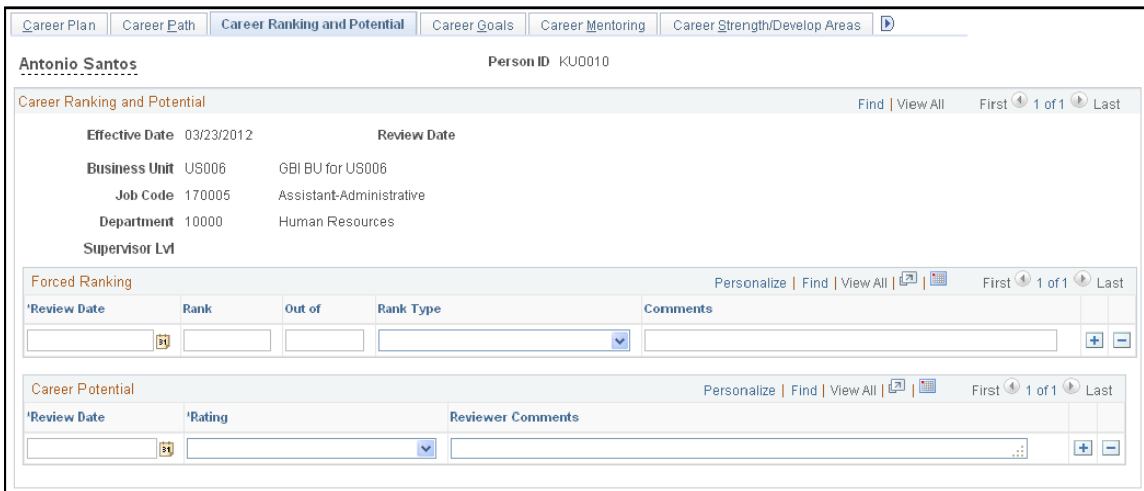 Career Plan Career Path Career Ranking and Potential Career Goals Career Mentoring Career Strength/Develop Areas
Antonio Santos Person ID KU0010
Career Ranking and Potential Find | View All First 1 of 1 Last
Effective Date 03/23/2012 Review Date
Business Unit US006 GBI BU for US006
Job Code 170005 Assistant-Administrative
Department 10000 Human Resources
Supervisor Lvl
Forced Ranking Personalize | Find | View All | | First 1 of 1 Last
*Review Date Rank Out of Rank Type Comments
31
Career Potential Personalize | Find | View All | | First 1 of 1 Last
*Review Date *Rating Reviewer Comments
31